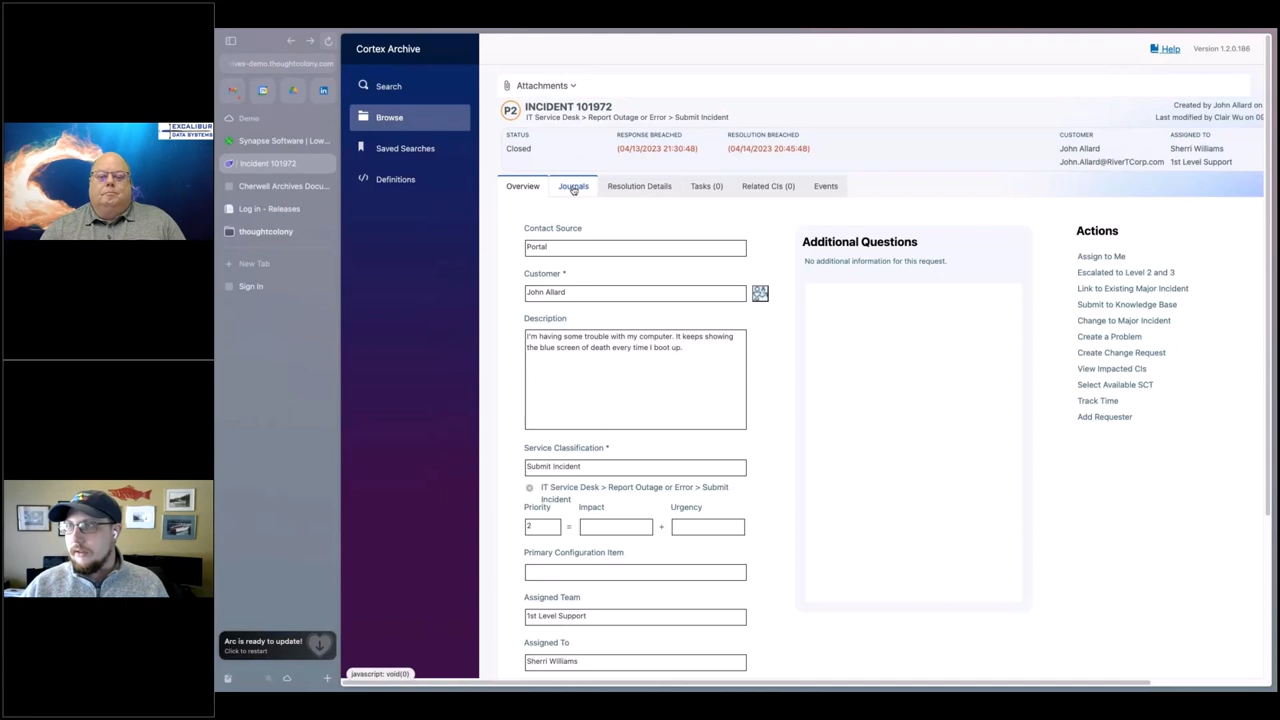 EXCALIBUR
DATA SYSTEMS
ves-demo.thoughtcolony.com
Demo
Synapse Software | Low...
Incident 101972
Cherwell Archives Docu...
Log in - Releases
thoughtcolony
New Tab
Sign In
Arc is ready to update!
Click to restart
Cortex Archive
Search
Browse
Saved Searches
Definitions
javascript: void(0)
Help
Version 1.2.0.186
Attachments
P2
INCIDENT 101972
IT Service Desk > Report Outage or Error > Submit Incident
Created by John Allard on
Last modified by Clair Wu on 09
STATUS
RESPONSE BREACHED
RESOLUTION BREACHED
CUSTOMER
ASSIGNED TO
Closed
(04/13/2023 21:30:48)
(04/14/2023 20:45:48)
John Allard
Sherri Williams
John.Allard@RiverTCorp.com
1st Level Support
Overview
Journals
Resolution Details
Tasks (0)
Related CIs (0)
Events
Contact Source
Portal
Customer *
John Allard
Description
I'm having some trouble with my computer. It keeps showing
the blue screen of death every time I boot up.
Service Classification *
Submit Incident
IT Service Desk > Report Outage or Error > Submit
Incident
Priority
Impact
Urgency
2
=
+
Primary Configuration Item
Assigned Team
1st Level Support
Assigned To
Sherri Williams
Additional Questions
No additional information for this request.
Actions
Assign to Me
Escalated to Level 2 and 3
Link to Existing Major Incident
Submit to Knowledge Base
Change to Major Incident
Create a Problem
Create Change Request
View Impacted CIs
Select Available SCT
Track Time
Add Requester